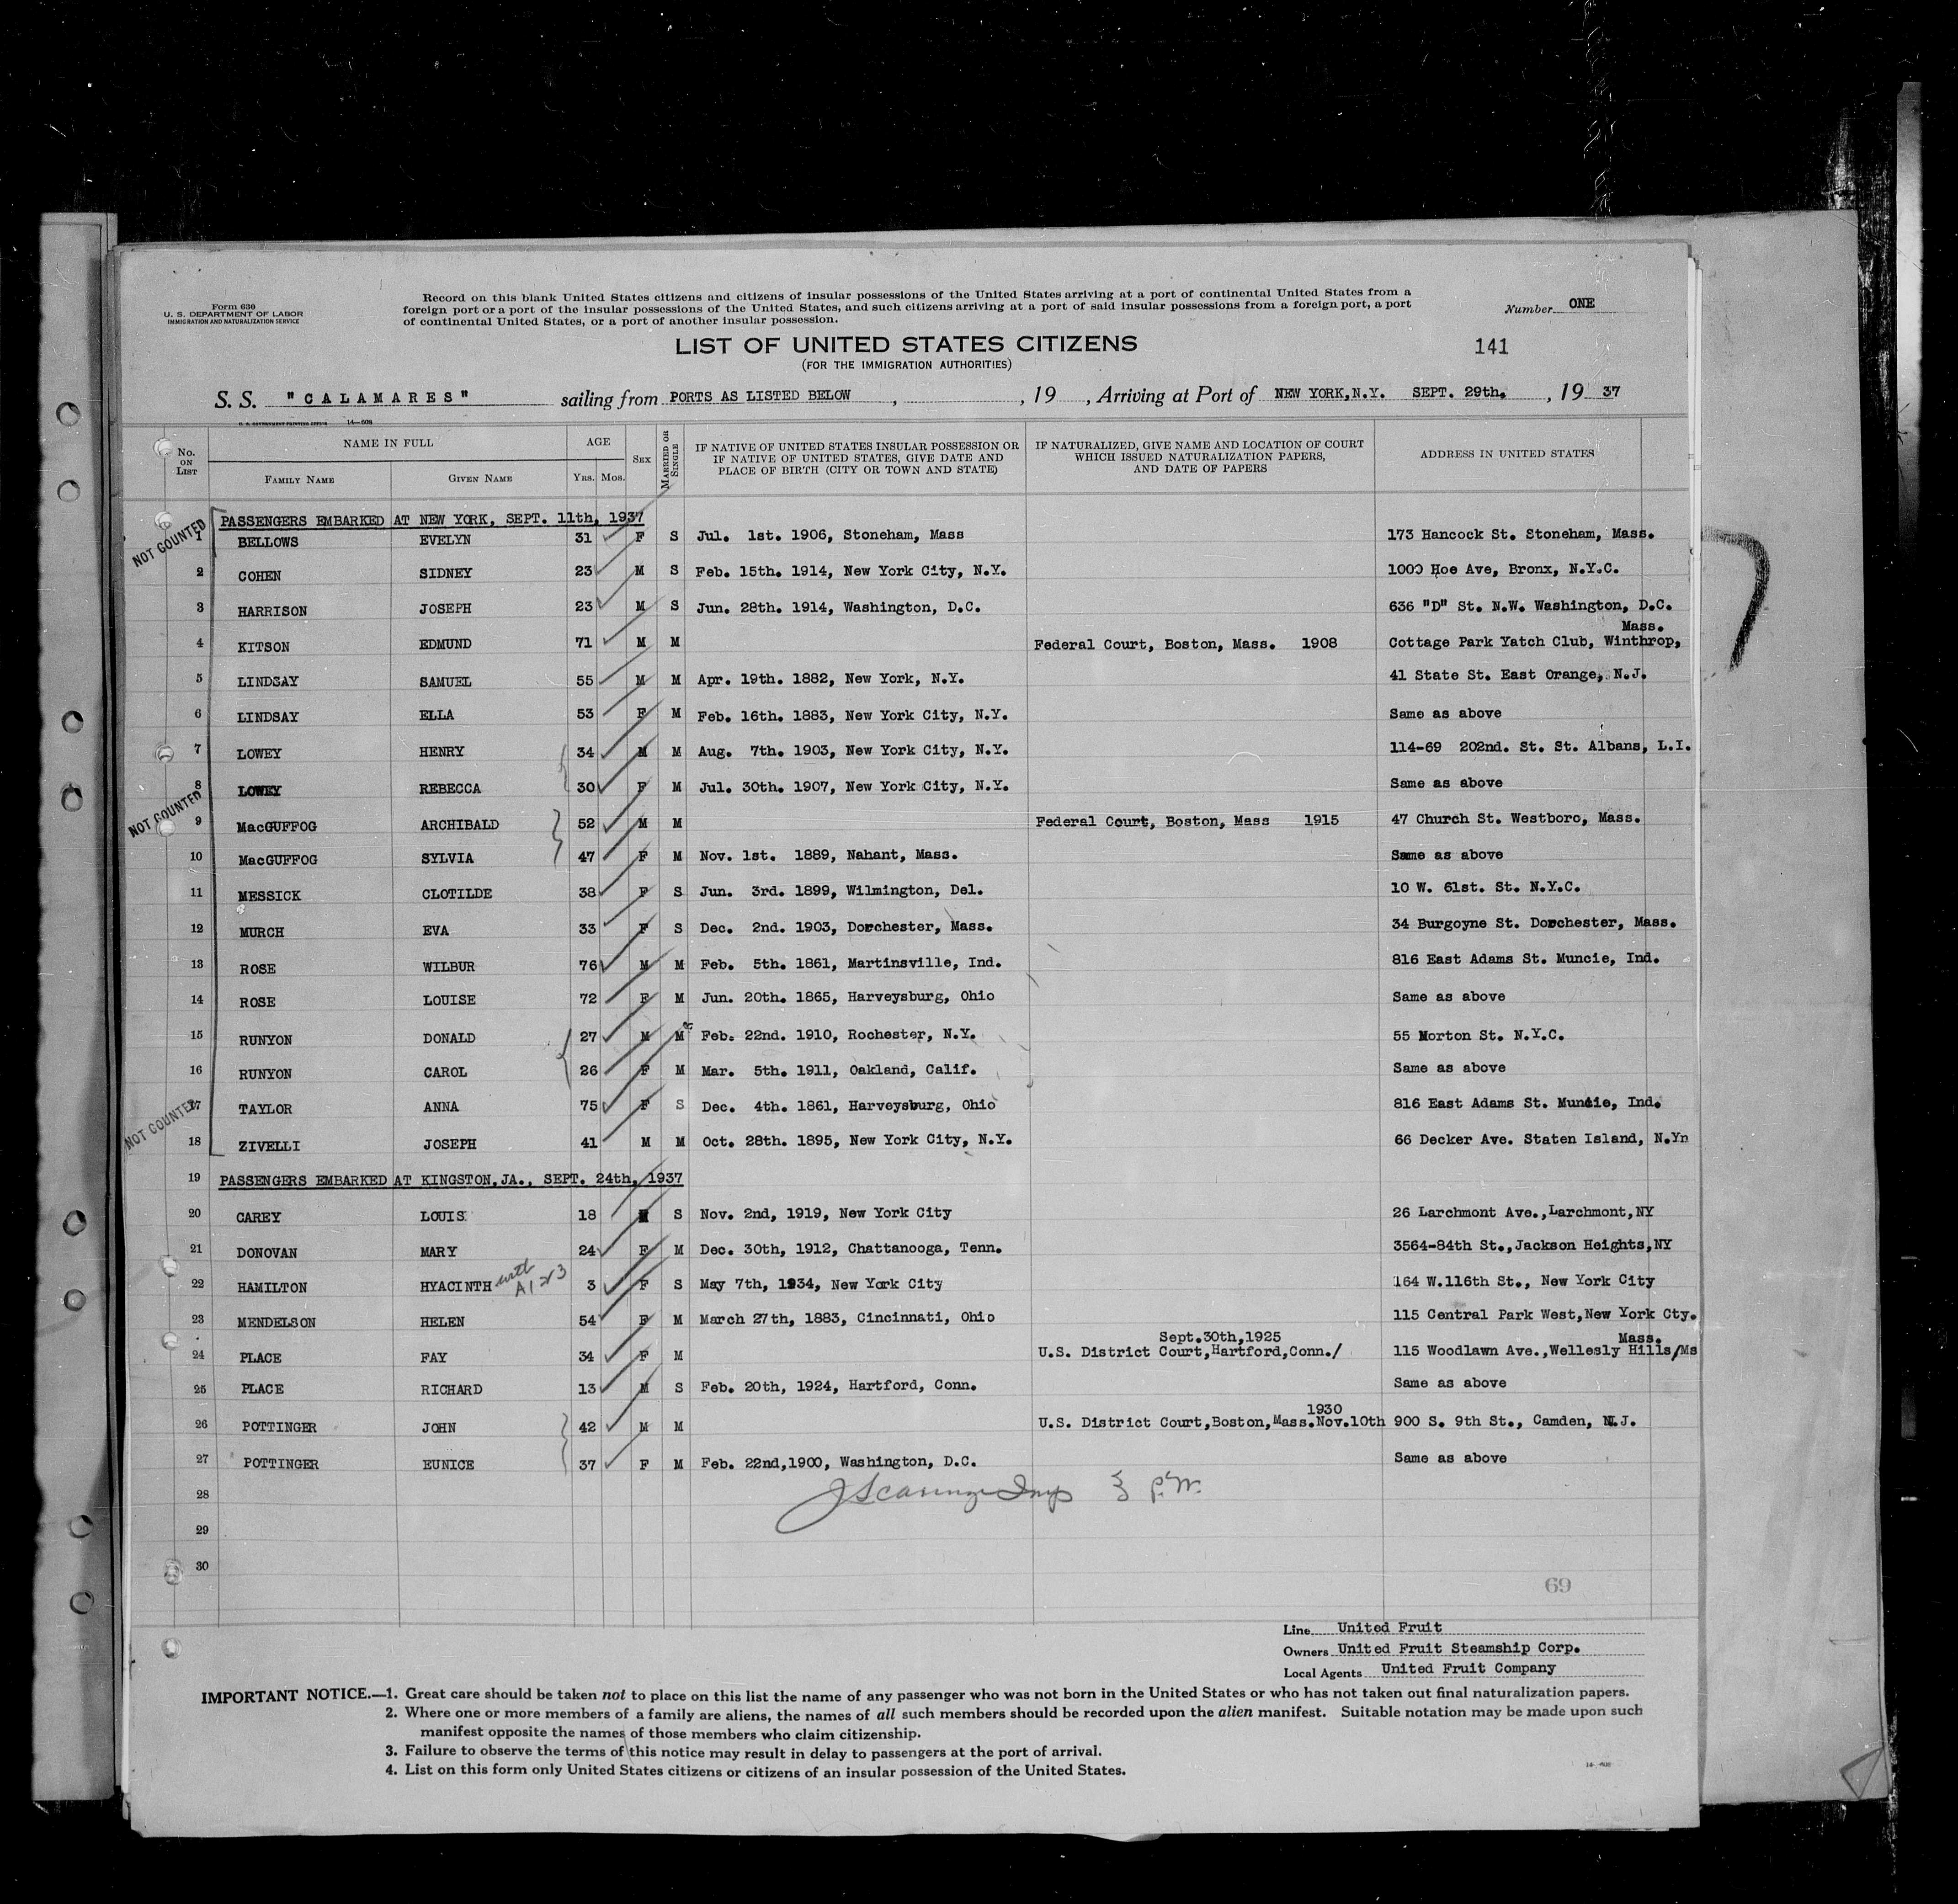 Form 636
U. S. DEPARTMENT OF LABOR
IMMIGRATION AND NATURALIZATION SERVICE
Record on this blank United States citizens and citizens of insular possessions of the United States arriving at a port of continental United States from a
foreign port or a port of the insular possessions of the United States, and such citizens arriving at a port of said insular possessions from a foreign port, a port
of continental United States, or a port of another insular possession.
Number ONE
LIST OF UNITED STATES CITIZENS
141
(FOR THE IMMIGRATION AUTHORITIES)
S. S. "CALAMARES" sailing from PORTS AS LISTED BELOW , , 19 , Arriving at Port of NEW YORK,N.Y. SEPT. 29th. , 19 37
U. S. GOVERNMENT PRINTING OFFICE 14—608
No. ON LIST
NAME IN FULL
FAMILY NAME
GIVEN NAME
AGE
YRS. MOS.
SEX
MARRIED OR SINGLE
IF NATIVE OF UNITED STATES INSULAR POSSESSION OR
IF NATIVE OF UNITED STATES, GIVE DATE AND
PLACE OF BIRTH (CITY OR TOWN AND STATE)
IF NATURALIZED, GIVE NAME AND LOCATION OF COURT
WHICH ISSUED NATURALIZATION PAPERS,
AND DATE OF PAPERS
ADDRESS IN UNITED STATES
PASSENGERS EMBARKED AT NEW YORK, SEPT. 11th, 1937
NOT COUNTED
1 BELLOWS EVELYN 31 F S Jul. 1st. 1906, Stoneham, Mass 173 Hancock St. Stoneham, Mass.
2 COHEN SIDNEY 23 M S Feb. 15th. 1914, New York City, N.Y. 1000 Hoe Ave, Bronx, N.Y.C.
3 HARRISON JOSEPH 23 M S Jun. 28th. 1914, Washington, D.C. 636 "D" St. N.W. Washington, D.C.
Mass.
4 KITSON EDMUND 71 M M Federal Court, Boston, Mass. 1908 Cottage Park Yatch Club, Winthrop,
5 LINDSAY SAMUEL 55 M M Apr. 19th. 1882, New York, N.Y. 41 State St. East Orange, N.J.
6 LINDSAY ELLA 53 F M Feb. 16th. 1883, New York City, N.Y. Same as above
7 LOWEY HENRY 34 M M Aug. 7th. 1903, New York City, N.Y. 114-69 202nd. St. St. Albans, L.I.
8 LOWEY REBECCA 30 F M Jul. 30th. 1907, New York City, N.Y. Same as above
NOT COUNTED
9 MacGUFFOG ARCHIBALD 52 M M Federal Court, Boston, Mass 1915 47 Church St. Westboro, Mass.
10 MacGUFFOG SYLVIA 47 F M Nov. 1st. 1889, Nahant, Mass. Same as above
11 MESSICK CLOTILDE 38 F S Jun. 3rd. 1899, Wilmington, Del. 10 W. 61st. St. N.Y.C.
12 MURCH EVA 33 F S Dec. 2nd. 1903, Dorchester, Mass. 34 Burgoyne St. Dorchester, Mass.
13 ROSE WILBUR 76 M M Feb. 5th. 1861, Martinsville, Ind. 816 East Adams St. Muncie, Ind.
14 ROSE LOUISE 72 F M Jun. 20th. 1865, Harveysburg, Ohio Same as above
15 RUNYON DONALD 27 M M Feb. 22nd. 1910, Rochester, N.Y. 55 Morton St. N.Y.C.
16 RUNYON CAROL 26 F M Mar. 5th. 1911, Oakland, Calif. Same as above
17 TAYLOR ANNA 75 F S Dec. 4th. 1861, Harveysburg, Ohio 816 East Adams St. Muncie, Ind.
NOT COUNTED
18 ZIVELLI JOSEPH 41 M M Oct. 28th. 1895, New York City, N.Y. 66 Decker Ave. Staten Island, N.Yn
19 PASSENGERS EMBARKED AT KINGSTON,JA., SEPT. 24th, 1937
20 CAREY LOUIS 18 S Nov. 2nd, 1919, New York City 26 Larchmont Ave.,Larchmont,NY
21 DONOVAN MARY 24 F M Dec. 30th, 1912, Chattanooga, Tenn. 3564-84th St.,Jackson Heights,NY
22 HAMILTON HYACINTH with 3 F S May 7th, 1934, New York City 164 W.116th St., New York City
23 MENDELSON HELEN 54 F M March 27th, 1883, Cincinnati, Ohio 115 Central Park West,New York Cty.
Sept.30th,1925 Mass.
24 PLACE FAY 34 F M U.S. District Court,Hartford,Conn./ 115 Woodlawn Ave.,Wellesly Hills/Ms
25 PLACE RICHARD 13 M S Feb. 20th, 1924, Hartford, Conn. Same as above
1930
26 POTTINGER JOHN 42 M M U.S. District Court,Boston,Mass.Nov.10th 900 S. 9th St., Camden, N.J.
27 POTTINGER EUNICE 37 F M Feb. 22nd,1900, Washington, D.C. Same as above
28
29
30
69
Line United Fruit
Owners United Fruit Steamship Corp.
Local Agents United Fruit Company
IMPORTANT NOTICE.—1. Great care should be taken not to place on this list the name of any passenger who was not born in the United States or who has not taken out final naturalization papers.
2. Where one or more members of a family are aliens, the names of all such members should be recorded upon the alien manifest. Suitable notation may be made upon such
manifest opposite the names of those members who claim citizenship.
3. Failure to observe the terms of this notice may result in delay to passengers at the port of arrival.
4. List on this form only United States citizens or citizens of an insular possession of the United States.